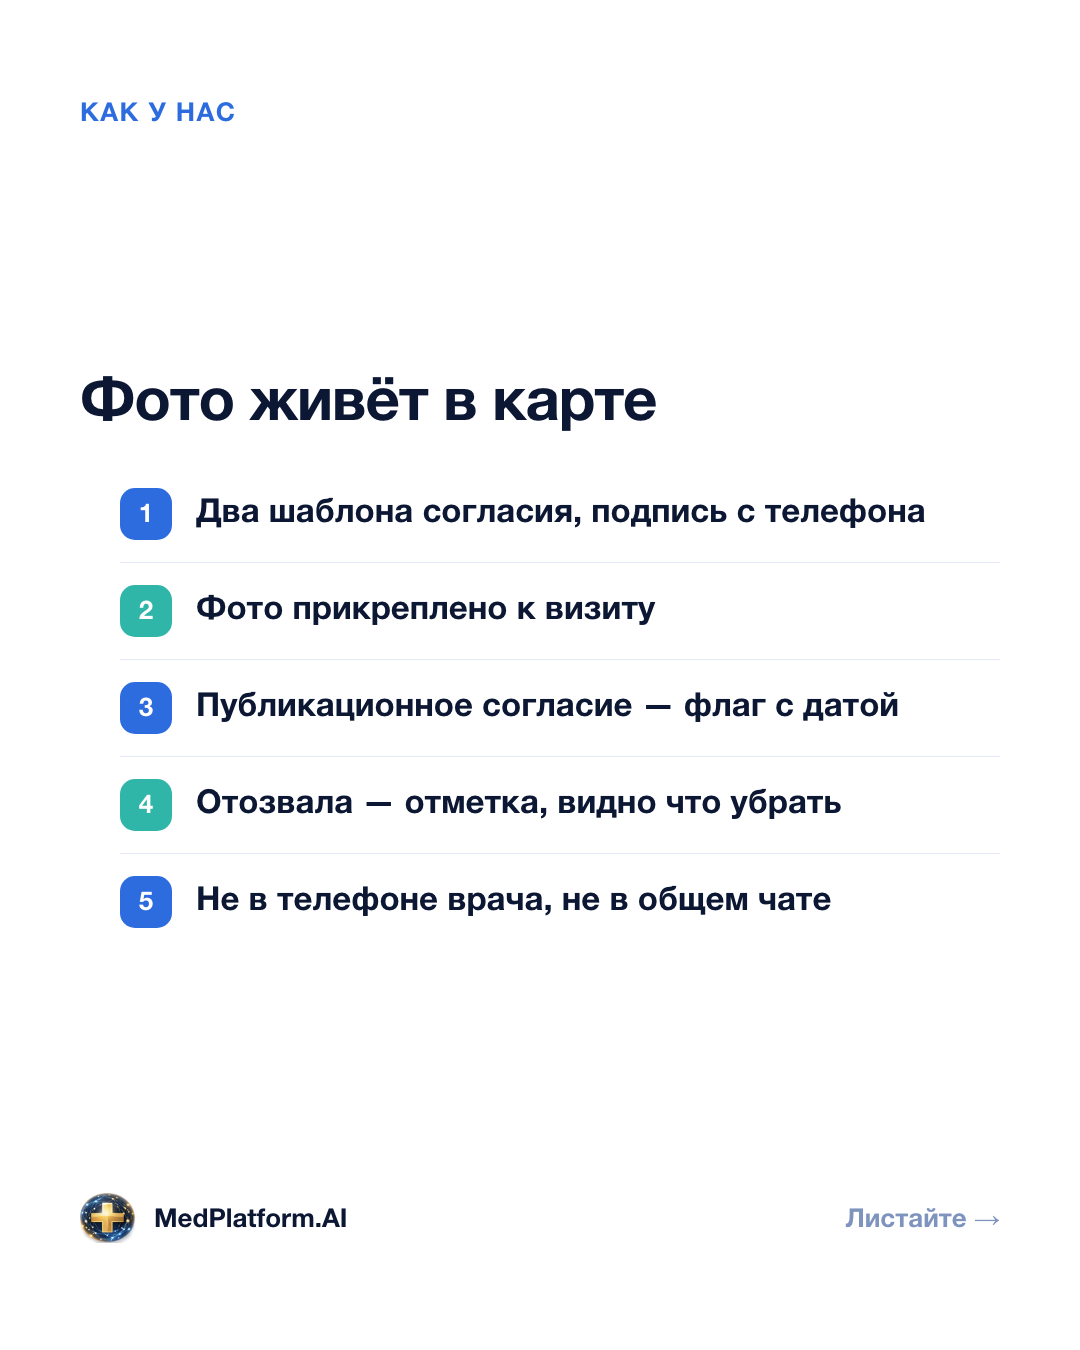 КАК У НАС
Фото живёт в карте
1 Два шаблона согласия, подпись с телефона
2 Фото прикреплено к визиту
3 Публикационное согласие — флаг с датой
4 Отозвала — отметка, видно что убрать
5 Не в телефоне врача, не в общем чате
MedPlatform.AI
Листайте →